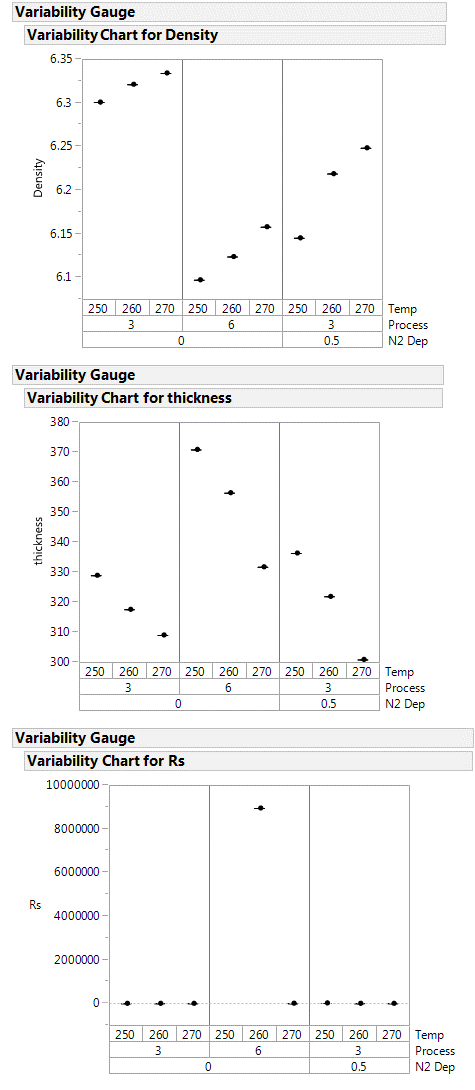 Variability Gauge
Variability Chart for Density
6.35
6.3
6.25
6.2
6.15
6.1
Density
250 260 270 250 260 270 250 260 270 Temp
3 6 3 Process
0 0.5 N2 Dep
Variability Gauge
Variability Chart for thickness
380
370
360
350
340
330
320
310
300
thickness
250 260 270 250 260 270 250 260 270 Temp
3 6 3 Process
0 0.5 N2 Dep
Variability Gauge
Variability Chart for Rs
10000000
8000000
6000000
4000000
2000000
0
Rs
250 260 270 250 260 270 250 260 270 Temp
3 6 3 Process
0 0.5 N2 Dep